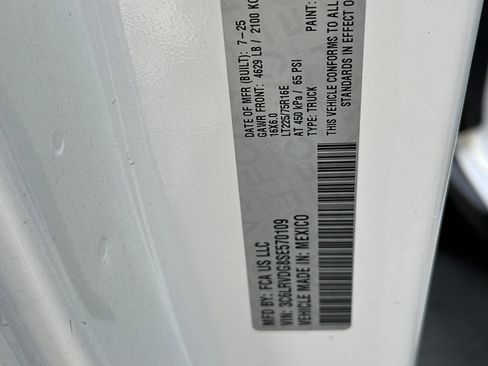 MFD BY: FCA US LLC
DATE OF MFR (BUILT): 7-25
GAWR FRONT: 4629 LB / 2100 KG
16X6.0
LT225/75R16E
AT 450 kPa / 65 PSI
TYPE: TRUCK
PAINT:
VIN: 3C6LRVDG8SE570109
THIS VEHICLE CONFORMS TO ALL
VEHICLE MADE IN: MEXICO
STANDARDS IN EFFECT O